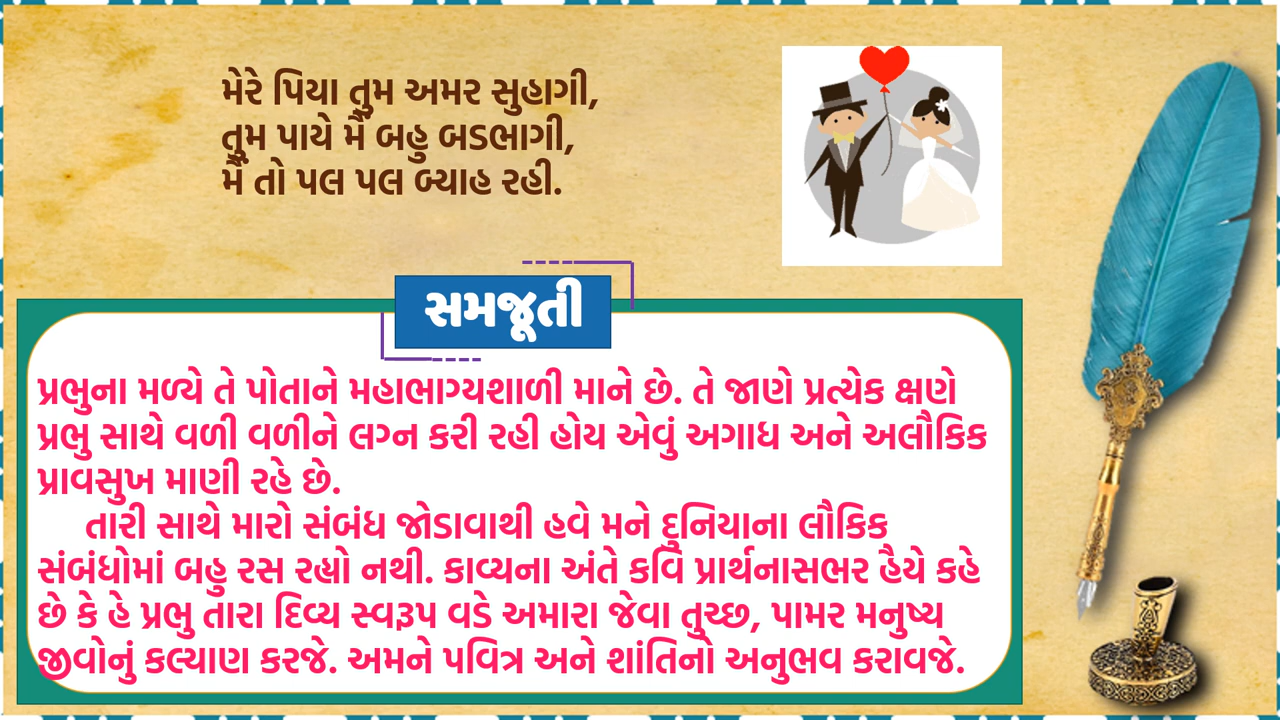 મેરે પિયા તુમ અમર સુહાગી,
તુમ પાયે મૈં બહુ બડભાગી,
મૈં તો પલ પલ બ્યાહ રહી.
સમજૂતી
પ્રભુના મળ્યે તે પોતાને મહાભાગ્યશાળી માને છે. તે જાણે પ્રત્યેક ક્ષણે
પ્રભુ સાથે વળી વળીને લગ્ન કરી રહી હોય એવું અગાધ અને અલૌકિક
પ્રાવસુખ માણી રહે છે.
તારી સાથે મારો સંબંધ જોડાવાથી હવે મને દુનિયાના લૌકિક
સંબંધોમાં બહુ રસ રહ્યો નથી. કાવ્યના અંતે કવિ પ્રાર્થનાસભર હૈયે કહે
છે કે હે પ્રભુ તારા દિવ્ય સ્વરૂપ વડે અમારા જેવા તુચ્છ, પામર મનુષ્ય
જીવોનું કલ્યાણ કરજે. અમને પવિત્ર અને શાંતિનો અનુભવ કરાવજે.